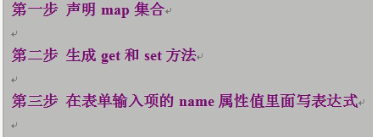 第一步 声明 map 集合
第二步 生成 get 和 set 方法
第三步 在表单输入项的 name 属性值里面写表达式